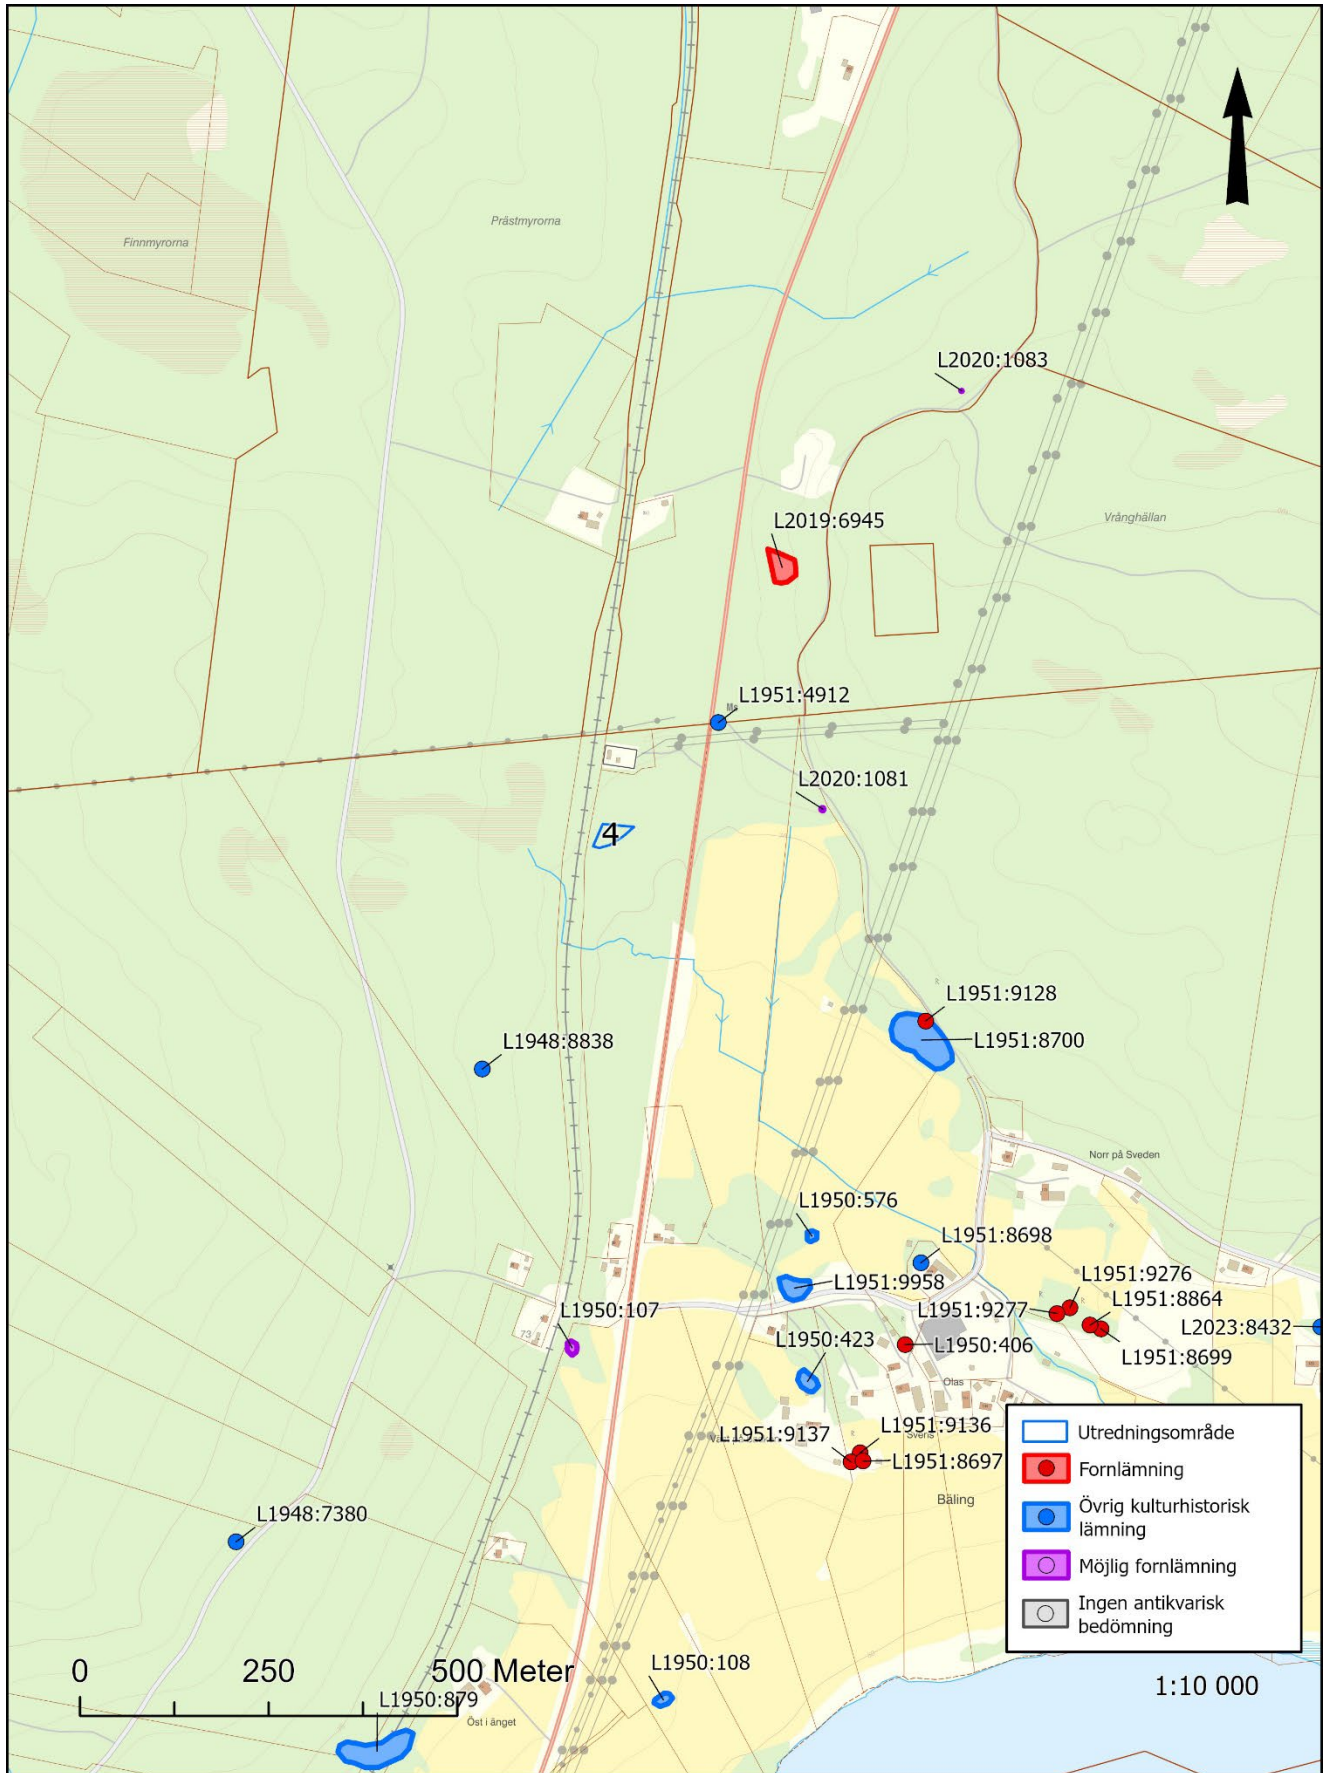 Prästmyrorna
Finnmyrorna
L2020:1083
Vrånghällan
L2019:6945
L1951:4912
L2020:1081
4
L1951:9128
L1948:8838
L1951:8700
Norr på Sveden
L1950:576
L1951:8698
L1951:9276
L1951:9958
L1950:107
L1951:9277
L1951:8864
L2023:8432
L1950:423
L1950:406
L1951:8699
73
Olas
L1951:9136
L1951:9137
Svens
L1951:8697
Bäling
L1948:7380
Utredningsområde
Fornlämning
Övrig kulturhistorisk
lämning
Möjlig fornlämning
Ingen antikvarisk
bedömning
L1950:108
0 250 500 Meter
1:10 000
L1950:879
Öst i änget